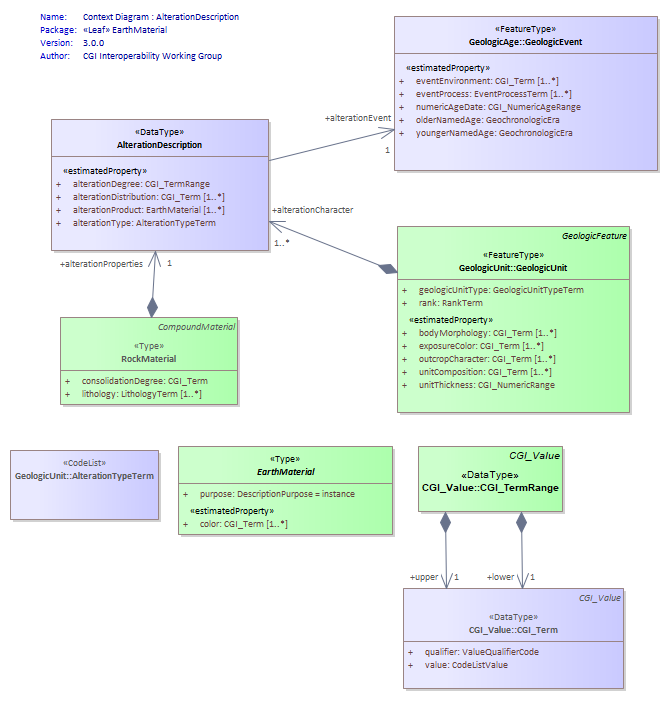 Name: Context Diagram : AlterationDescription
Package: «Leaf» EarthMaterial
Version: 3.0.0
Author: CGI Interoperability Working Group
«FeatureType»
GeologicAge::GeologicEvent
«estimatedProperty»
+ eventEnvironment: CGI_Term [1..*]
+ eventProcess: EventProcessTerm [1..*]
+ numericAgeDate: CGI_NumericAgeRange
+ olderNamedAge: GeochronologicEra
+ youngerNamedAge: GeochronologicEra
+alterationEvent
1
«DataType»
AlterationDescription
«estimatedProperty»
+ alterationDegree: CGI_TermRange
+ alterationDistribution: CGI_Term [1..*]
+ alterationProduct: EarthMaterial [1..*]
+ alterationType: AlterationTypeTerm
+alterationCharacter
1..*
+alterationProperties
1
GeologicFeature
«FeatureType»
GeologicUnit::GeologicUnit
+ geologicUnitType: GeologicUnitTypeTerm
+ rank: RankTerm
«estimatedProperty»
+ bodyMorphology: CGI_Term [1..*]
+ exposureColor: CGI_Term [1..*]
+ outcropCharacter: CGI_Term [1..*]
+ unitComposition: CGI_Term [1..*]
+ unitThickness: CGI_NumericRange
CompoundMaterial
«Type»
RockMaterial
+ consolidationDegree: CGI_Term
+ lithology: LithologyTerm [1..*]
«CodeList»
GeologicUnit::AlterationTypeTerm
«Type»
EarthMaterial
+ purpose: DescriptionPurpose = instance
«estimatedProperty»
+ color: CGI_Term [1..*]
CGI_Value
«DataType»
CGI_Value::CGI_TermRange
+upper
1
+lower
1
CGI_Value
«DataType»
CGI_Value::CGI_Term
+ qualifier: ValueQualifierCode
+ value: CodeListValue